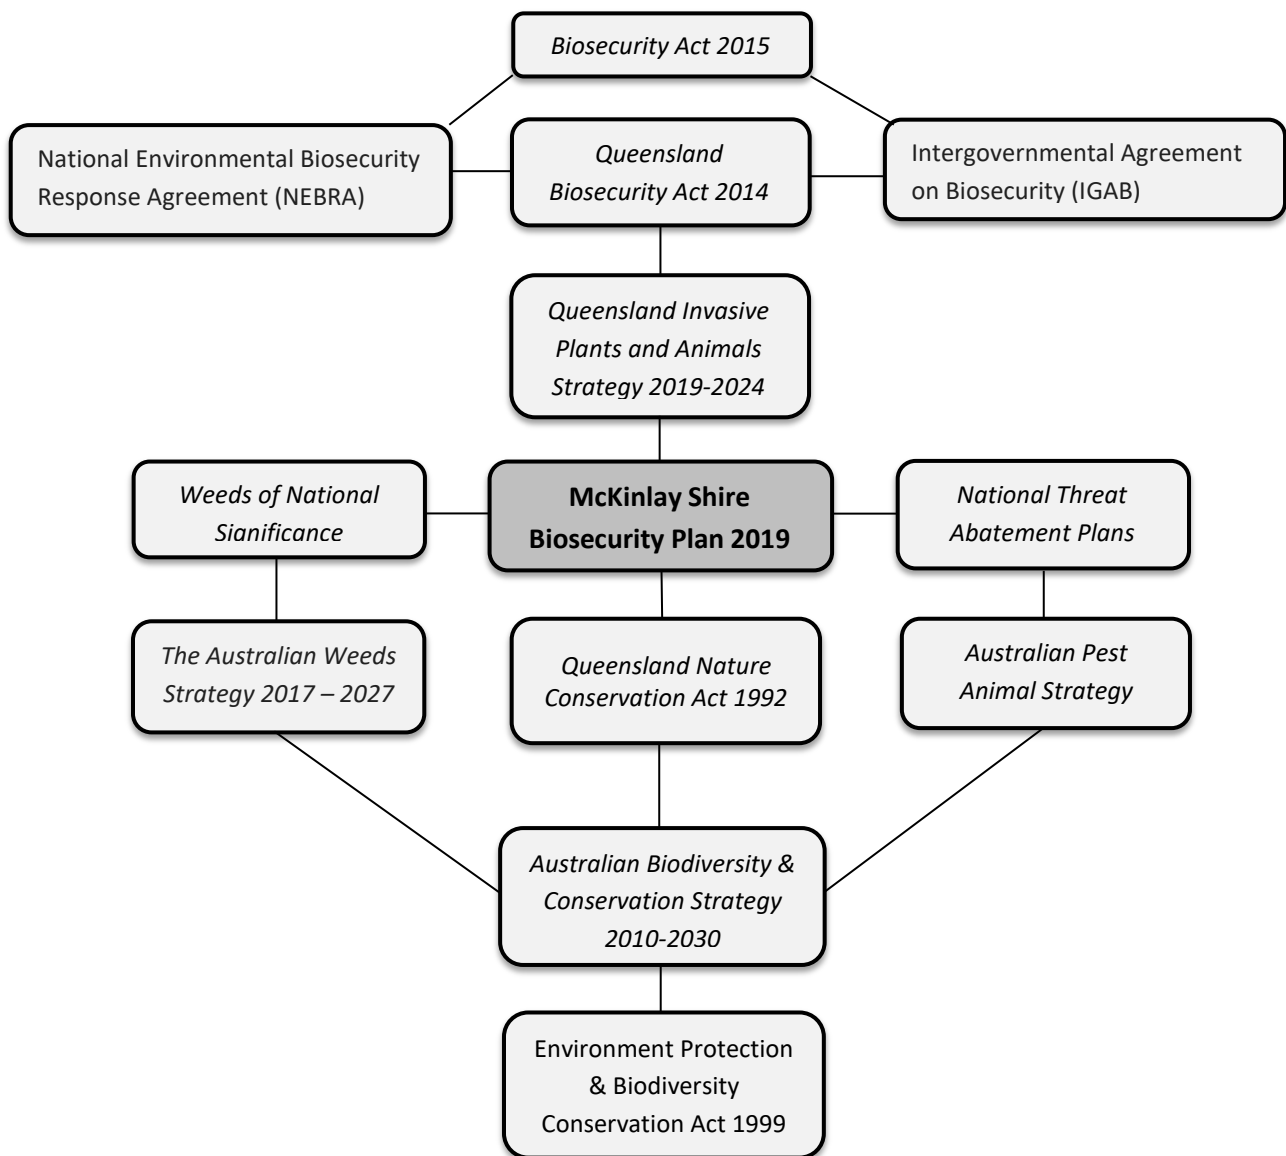 Biosecurity Act 2015
National Environmental Biosecurity
Response Agreement (NEBRA)
Queensland
Biosecurity Act 2014
Intergovernmental Agreement
on Biosecurity (IGAB)
Queensland Invasive
Plants and Animals
Strategy 2019-2024
Weeds of National
Significance
McKinlay Shire
Biosecurity Plan 2019
National Threat
Abatement Plans
The Australian Weeds
Strategy 2017 – 2027
Queensland Nature
Conservation Act 1992
Australian Pest
Animal Strategy
Australian Biodiversity &
Conservation Strategy
2010-2030
Environment Protection
& Biodiversity
Conservation Act 1999